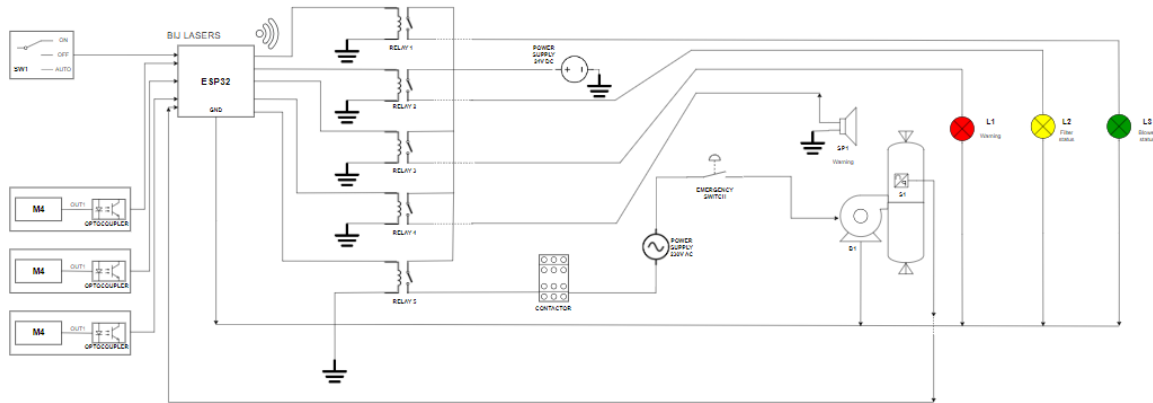 BIJ LASERS
ON
OFF
AUTO
SW1
ESP32
GND
RELAY 1
RELAY 2
RELAY 3
RELAY 4
RELAY 5
POWER
SUPPLY
24V DC
M4
OUT1
OPTOCOUPLER
M4
OUT1
OPTOCOUPLER
M4
OUT1
OPTOCOUPLER
SP1
Warning
EMERGENCY
SWITCH
POWER
SUPPLY
230V AC
CONTACTOR
B1
S1
L1
Warning
L2
Filter
status
L3
Blower
status